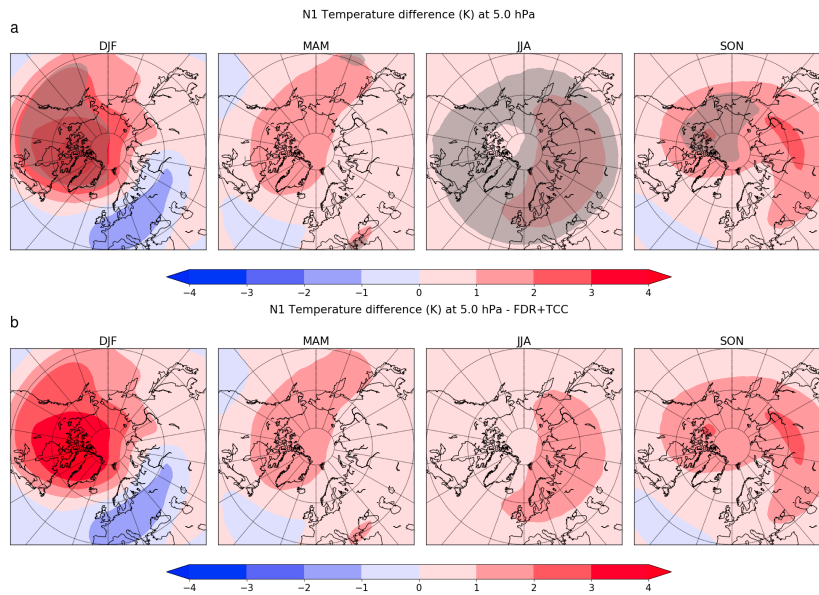 N1 Temperature difference (K) at 5.0 hPa
a
DJF MAM JJA SON
−4 −3 −2 −1 0 1 2 3 4
N1 Temperature difference (K) at 5.0 hPa - FDR+TCC
b
DJF MAM JJA SON
−4 −3 −2 −1 0 1 2 3 4